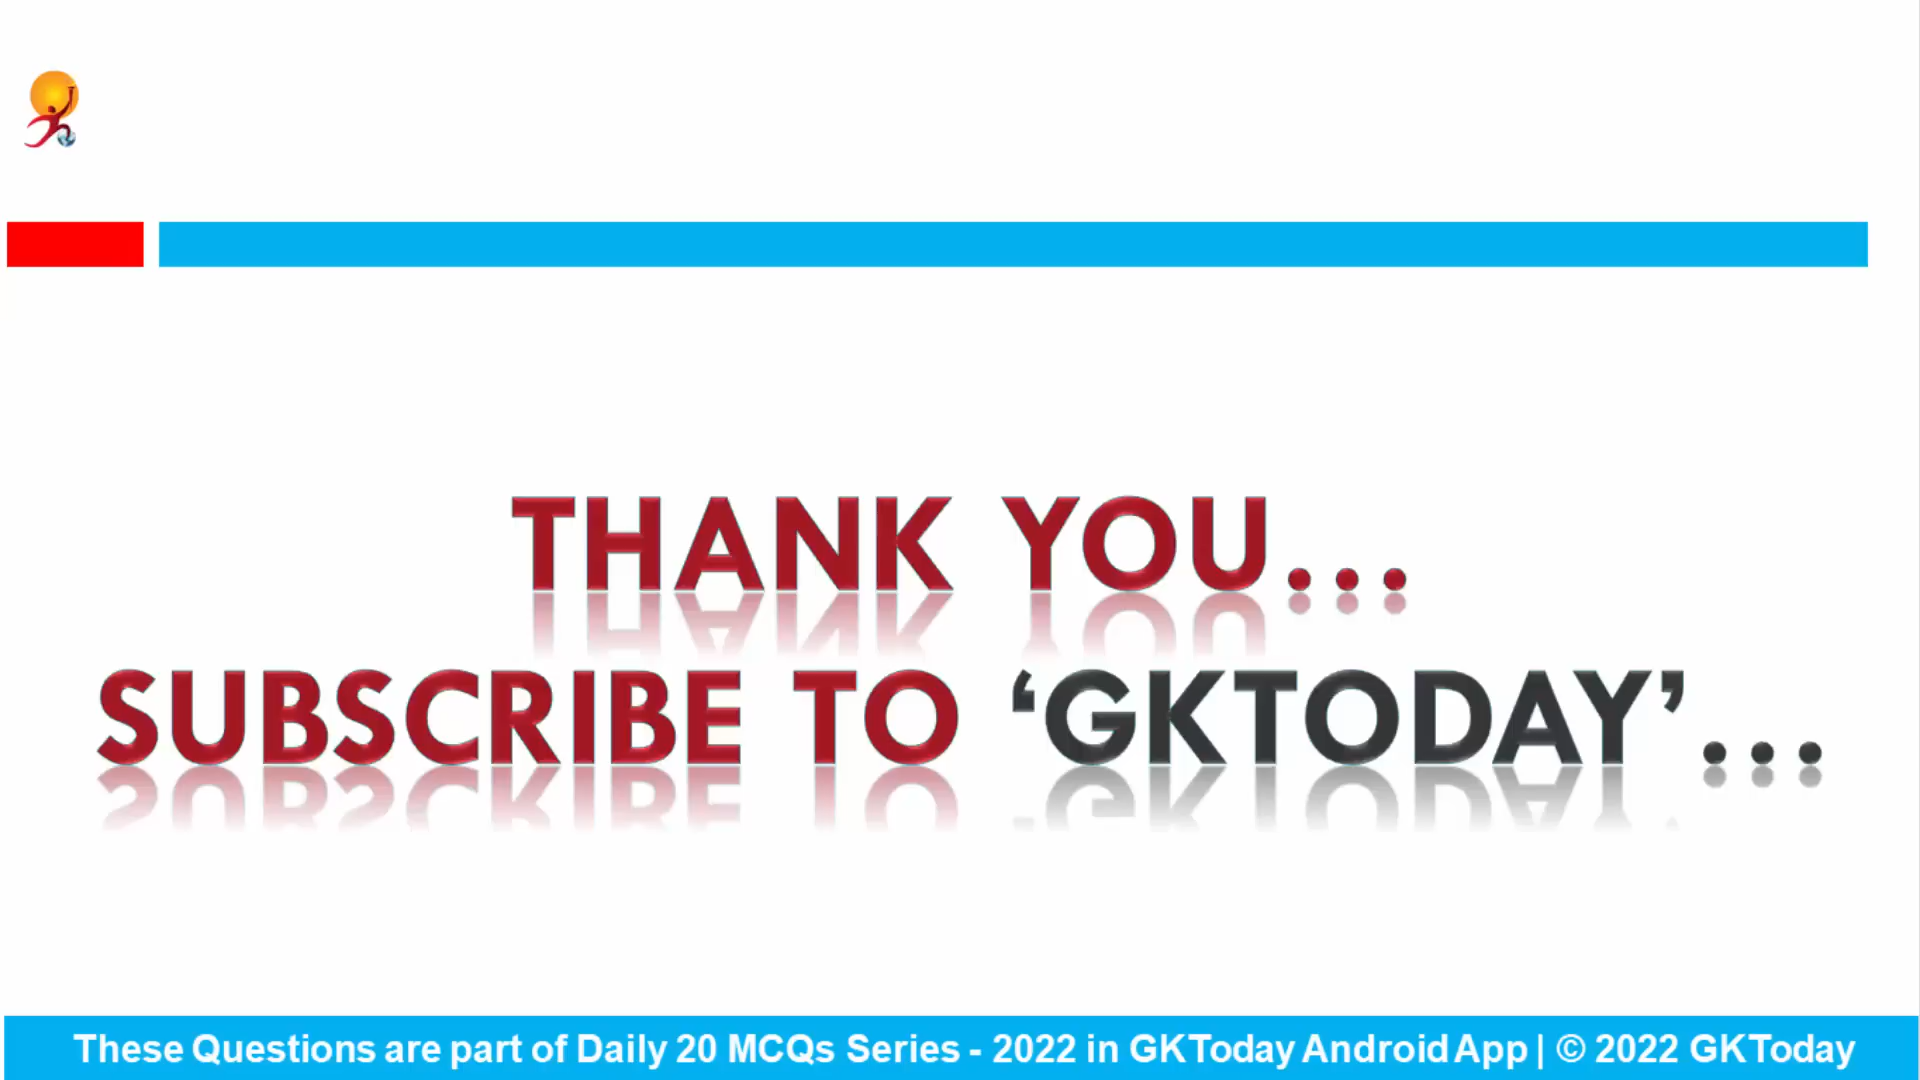 THANK YOU...
SUBSCRIBE TO ‘GKTODAY’...
These Questions are part of Daily 20 MCQs Series - 2022 in GKToday Android App | © 2022 GKToday